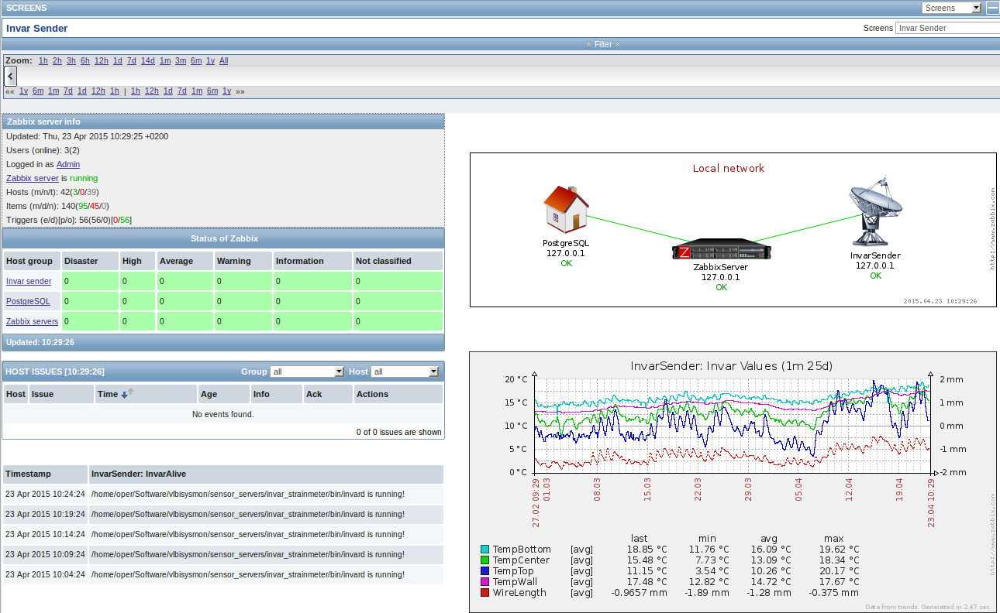 SCREENS Screens
Invar Sender Screens Invar Sender
Filter
Zoom: 1h 2h 3h 6h 12h 1d 7d 14d 1m 3m 6m 1y All
«« 1y 6m 1m 7d 1d 12h 1h | 1h 12h 1d 7d 1m 6m 1y »»
Zabbix server info
Updated: Thu, 23 Apr 2015 10:29:25 +0200
Users (online): 3(2)
Logged in as Admin
Zabbix server is running
Hosts (m/n/t): 42(3/0/39)
Items (m/d/n): 140(95/45/0)
Triggers (e/d)[p/o]: 56(56/0)[0/56]
Status of Zabbix
Host group Disaster High Average Warning Information Not classified
Invar sender 0 0 0 0 0 0
PostgreSQL 0 0 0 0 0 0
Zabbix servers 0 0 0 0 0 0
Updated: 10:29:26
HOST ISSUES [10:29:26] Group all Host all
Host Issue Time Age Info Ack Actions
No events found.
0 of 0 issues are shown
Timestamp InvarSender: InvarAlive
23 Apr 2015 10:24:24 /home/oper/Software/vlbisysmon/sensor_servers/invar_strainmeter/bin/invard is running!
23 Apr 2015 10:19:24 /home/oper/Software/vlbisysmon/sensor_servers/invar_strainmeter/bin/invard is running!
23 Apr 2015 10:14:24 /home/oper/Software/vlbisysmon/sensor_servers/invar_strainmeter/bin/invard is running!
23 Apr 2015 10:09:24 /home/oper/Software/vlbisysmon/sensor_servers/invar_strainmeter/bin/invard is running!
23 Apr 2015 10:04:24 /home/oper/Software/vlbisysmon/sensor_servers/invar_strainmeter/bin/invard is running!
Local network
PostgreSQL
127.0.0.1
OK
Z
ZabbixServer
127.0.0.1
OK
InvarSender
127.0.0.1
OK
http://www.zabbix.com
2015.04.23 10:29:26
InvarSender: Invar Values (1m 25d)
20 °C 2 mm
15 °C 1 mm
10 °C 0 mm
5 °C -1 mm
0 °C -2 mm
27.02 09:29 01.03 08.03 15.03 22.03 29.03 05.04 12.04 19.04 23.04 10:29
last min avg max
TempBottom [avg] 18.85 °C 11.76 °C 16.09 °C 19.62 °C
TempCenter [avg] 15.48 °C 7.73 °C 13.09 °C 18.34 °C
TempTop [avg] 11.15 °C 3.54 °C 10.26 °C 20.17 °C
TempWall [avg] 17.48 °C 12.82 °C 14.72 °C 17.67 °C
WireLength [avg] -0.9657 mm -1.89 mm -1.28 mm -0.375 mm
http://www.zabbix.com
Data from trends. Generated in 2.47 sec.